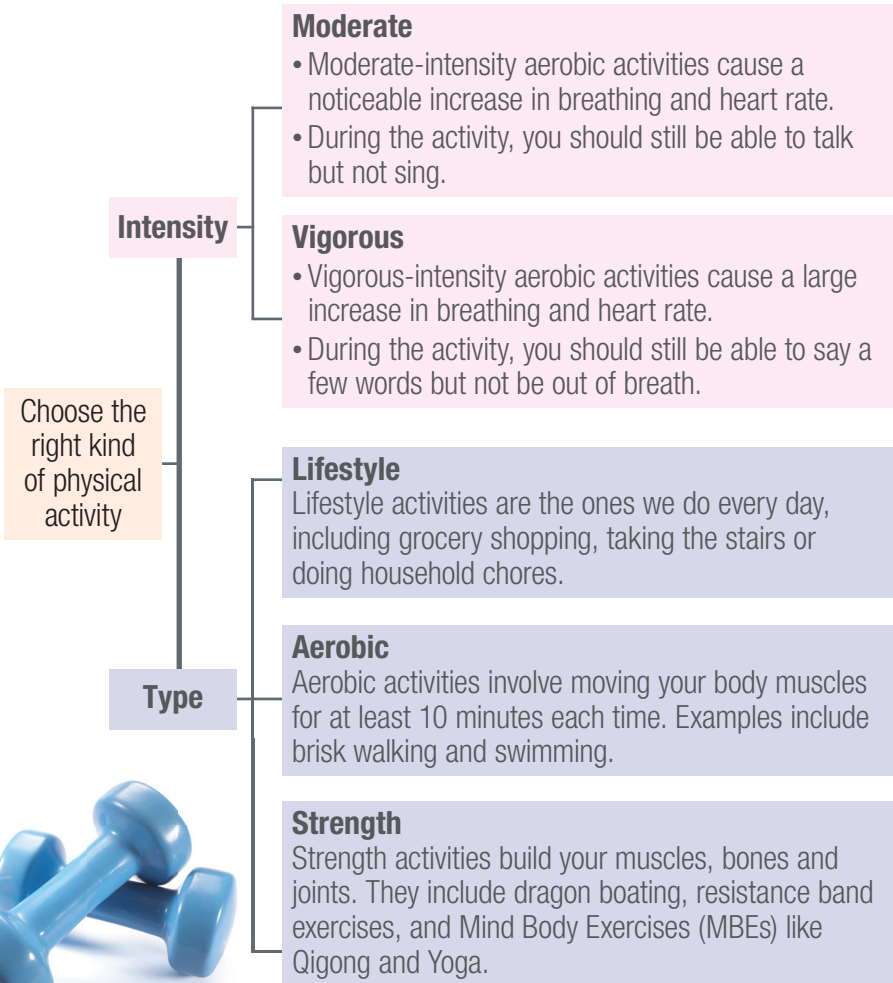 Moderate
• Moderate-intensity aerobic activities cause a
noticeable increase in breathing and heart rate.
• During the activity, you should still be able to talk
but not sing.
Intensity
Vigorous
• Vigorous-intensity aerobic activities cause a large
increase in breathing and heart rate.
• During the activity, you should still be able to say a
few words but not be out of breath.
Choose the
right kind
of physical
activity
Lifestyle
Lifestyle activities are the ones we do every day,
including grocery shopping, taking the stairs or
doing household chores.
Type
Aerobic
Aerobic activities involve moving your body muscles
for at least 10 minutes each time. Examples include
brisk walking and swimming.
Strength
Strength activities build your muscles, bones and
joints. They include dragon boating, resistance band
exercises, and Mind Body Exercises (MBEs) like
Qigong and Yoga.